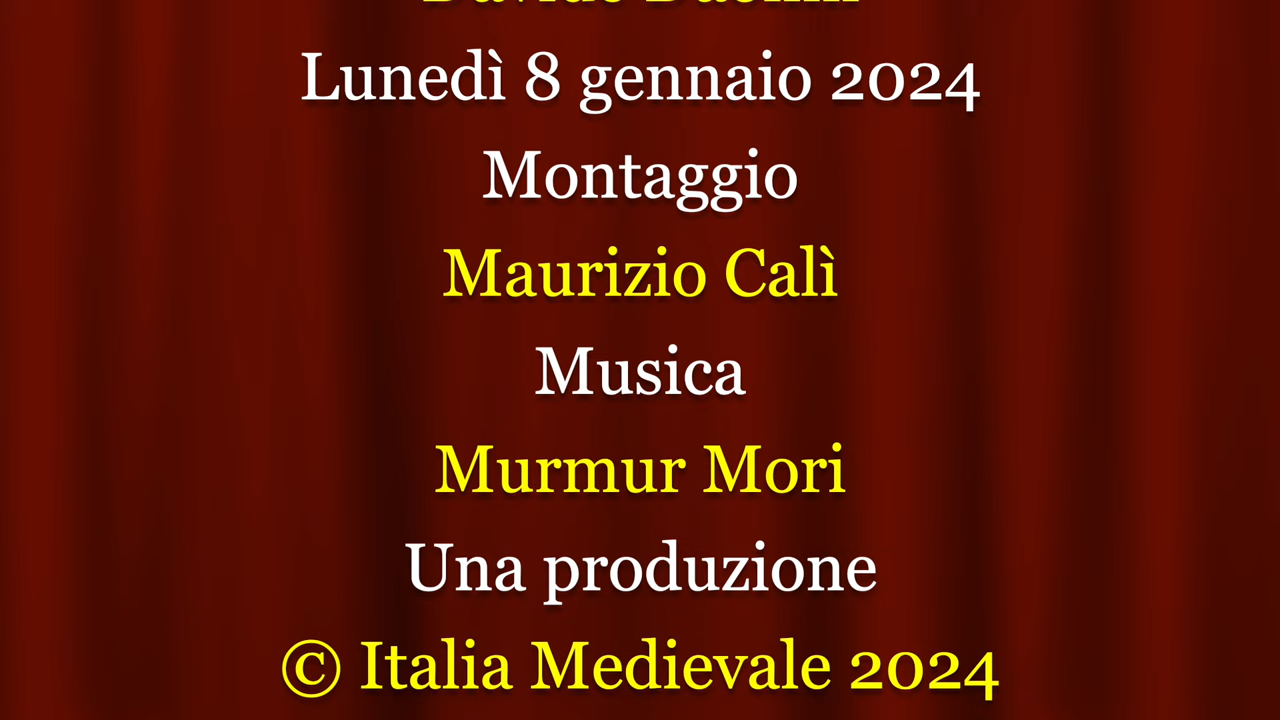 Lunedì 8 gennaio 2024
Montaggio
Maurizio Calì
Musica
Murmur Mori
Una produzione
© Italia Medievale 2024